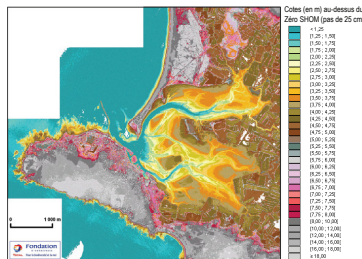 Cotes (en m) au-dessus du
Zéro SHOM (pas de 25 cm
< 1,25
[1,25 ; 1,50[
[1,50 ; 1,75[
[1,75 ; 2,00[
[2,00 ; 2,25[
[2,25 ; 2,50[
[2,50 ; 2,75[
[2,75 ; 3,00[
[3,00 ; 3,25[
[3,25 ; 3,50[
[3,50 ; 3,75[
[3,75 ; 4,00[
[4,00 ; 4,25[
[4,25 ; 4,50[
[4,50 ; 4,75[
[4,75 ; 5,00[
[5,00 ; 5,25[
[5,25 ; 5,50[
[5,50 ; 5,75[
[5,75 ; 6,00[
[6,00 ; 6,25[
[6,25 ; 6,50[
[6,50 ; 6,75[
[6,75 ; 7,00[
[7,00 ; 7,25[
[7,25 ; 7,50[
[7,50 ; 7,75[
[7,75 ; 8,00[
[8,00 ; 10,00[
[10,00 ; 12,00[
[12,00 ; 14,00[
[14,00 ; 16,00[
[16,00 ; 18,00[
≥ 18,00
0 1 000 m
Fondation
TOTAL